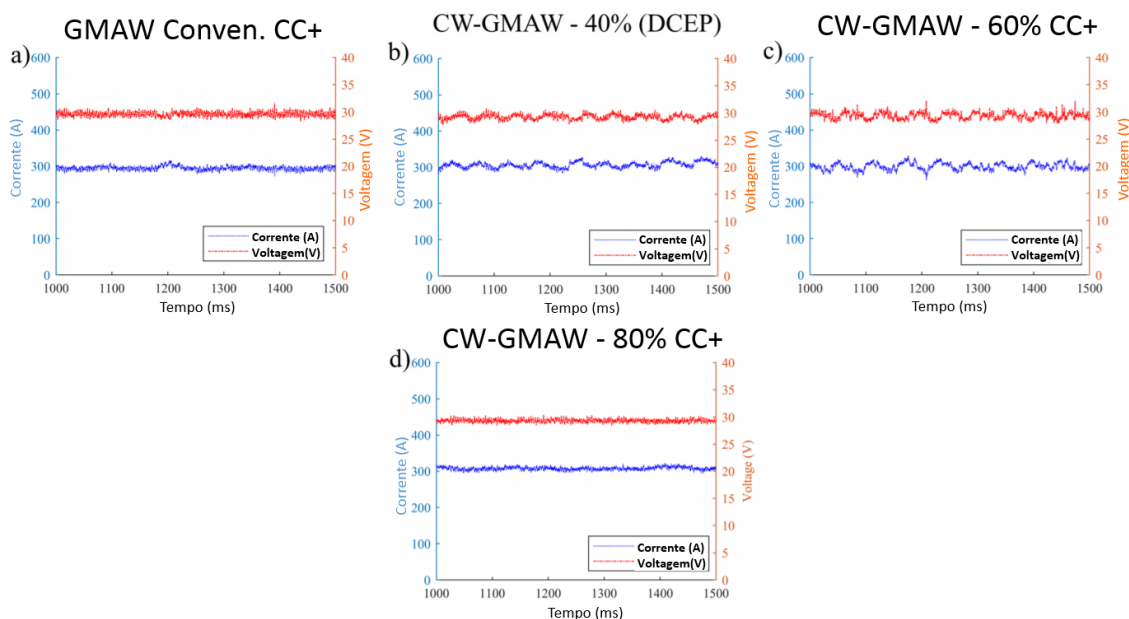 GMAW Conven. CC+
a)
600
500
400
300
200
100
0
Corrente (A)
40
35
30
25
20
15
10
5
0
Voltagem (V)
Corrente (A)
Voltagem(V)
1000 1100 1200 1300 1400 1500
Tempo (ms)
CW-GMAW - 40% (DCEP)
b)
600
500
400
300
200
100
0
Corrente (A)
40
35
30
25
20
15
10
5
0
Voltagem (V)
Corrente (A)
Voltagem(V)
1000 1100 1200 1300 1400 1500
Tempo (ms)
CW-GMAW - 60% CC+
c)
600
500
400
300
200
100
0
Corrente (A)
40
35
30
25
20
15
10
5
0
Voltagem (V)
Corrente (A)
Voltagem(V)
1000 1100 1200 1300 1400 1500
Tempo (ms)
CW-GMAW - 80% CC+
d)
600
500
400
300
200
100
0
Corrente (A)
40
35
30
25
20
15
10
5
0
Voltage (V)
Corrente (A)
Voltagem(V)
1000 1100 1200 1300 1400 1500
Tempo (ms)